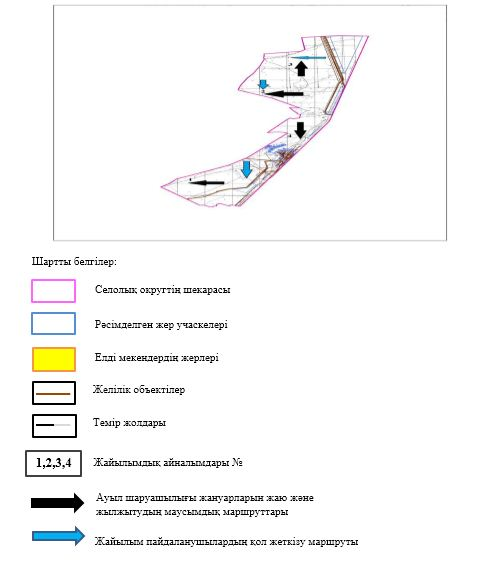 Шартты белгілер:
Селолық округтің шекарасы
Рәсімделген жер учаскелері
Елді мекендердің жерлері
Желілік объектілер
Темір жолдары
1,2,3,4 Жайылымдық айналымдары №
Ауыл шаруашылығы жануарларын жаю және
жылжытудың маусымдық маршруттары
Жайылым пайдаланушылардың қол жеткізу маршруты